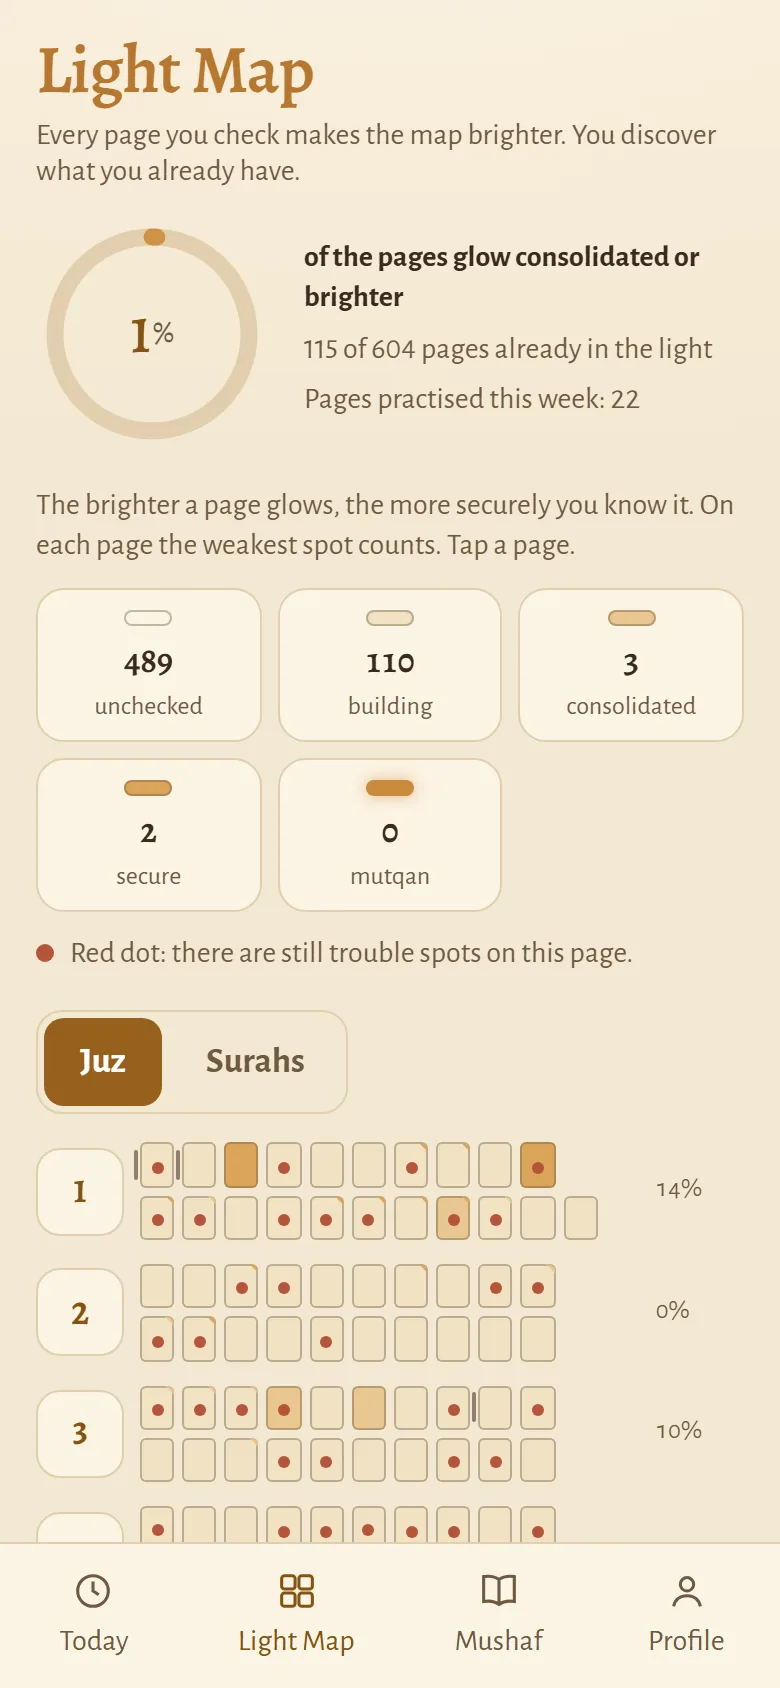 Light Map
Every page you check makes the map brighter. You discover
what you already have.
1%
of the pages glow consolidated or
brighter
115 of 604 pages already in the light
Pages practised this week: 22
The brighter a page glows, the more securely you know it. On
each page the weakest spot counts. Tap a page.
489
unchecked
110
building
3
consolidated
2
secure
0
mutqan
Red dot: there are still trouble spots on this page.
Juz
Surahs
1
14%
2
0%
3
10%
Today
Light Map
Mushaf
Profile